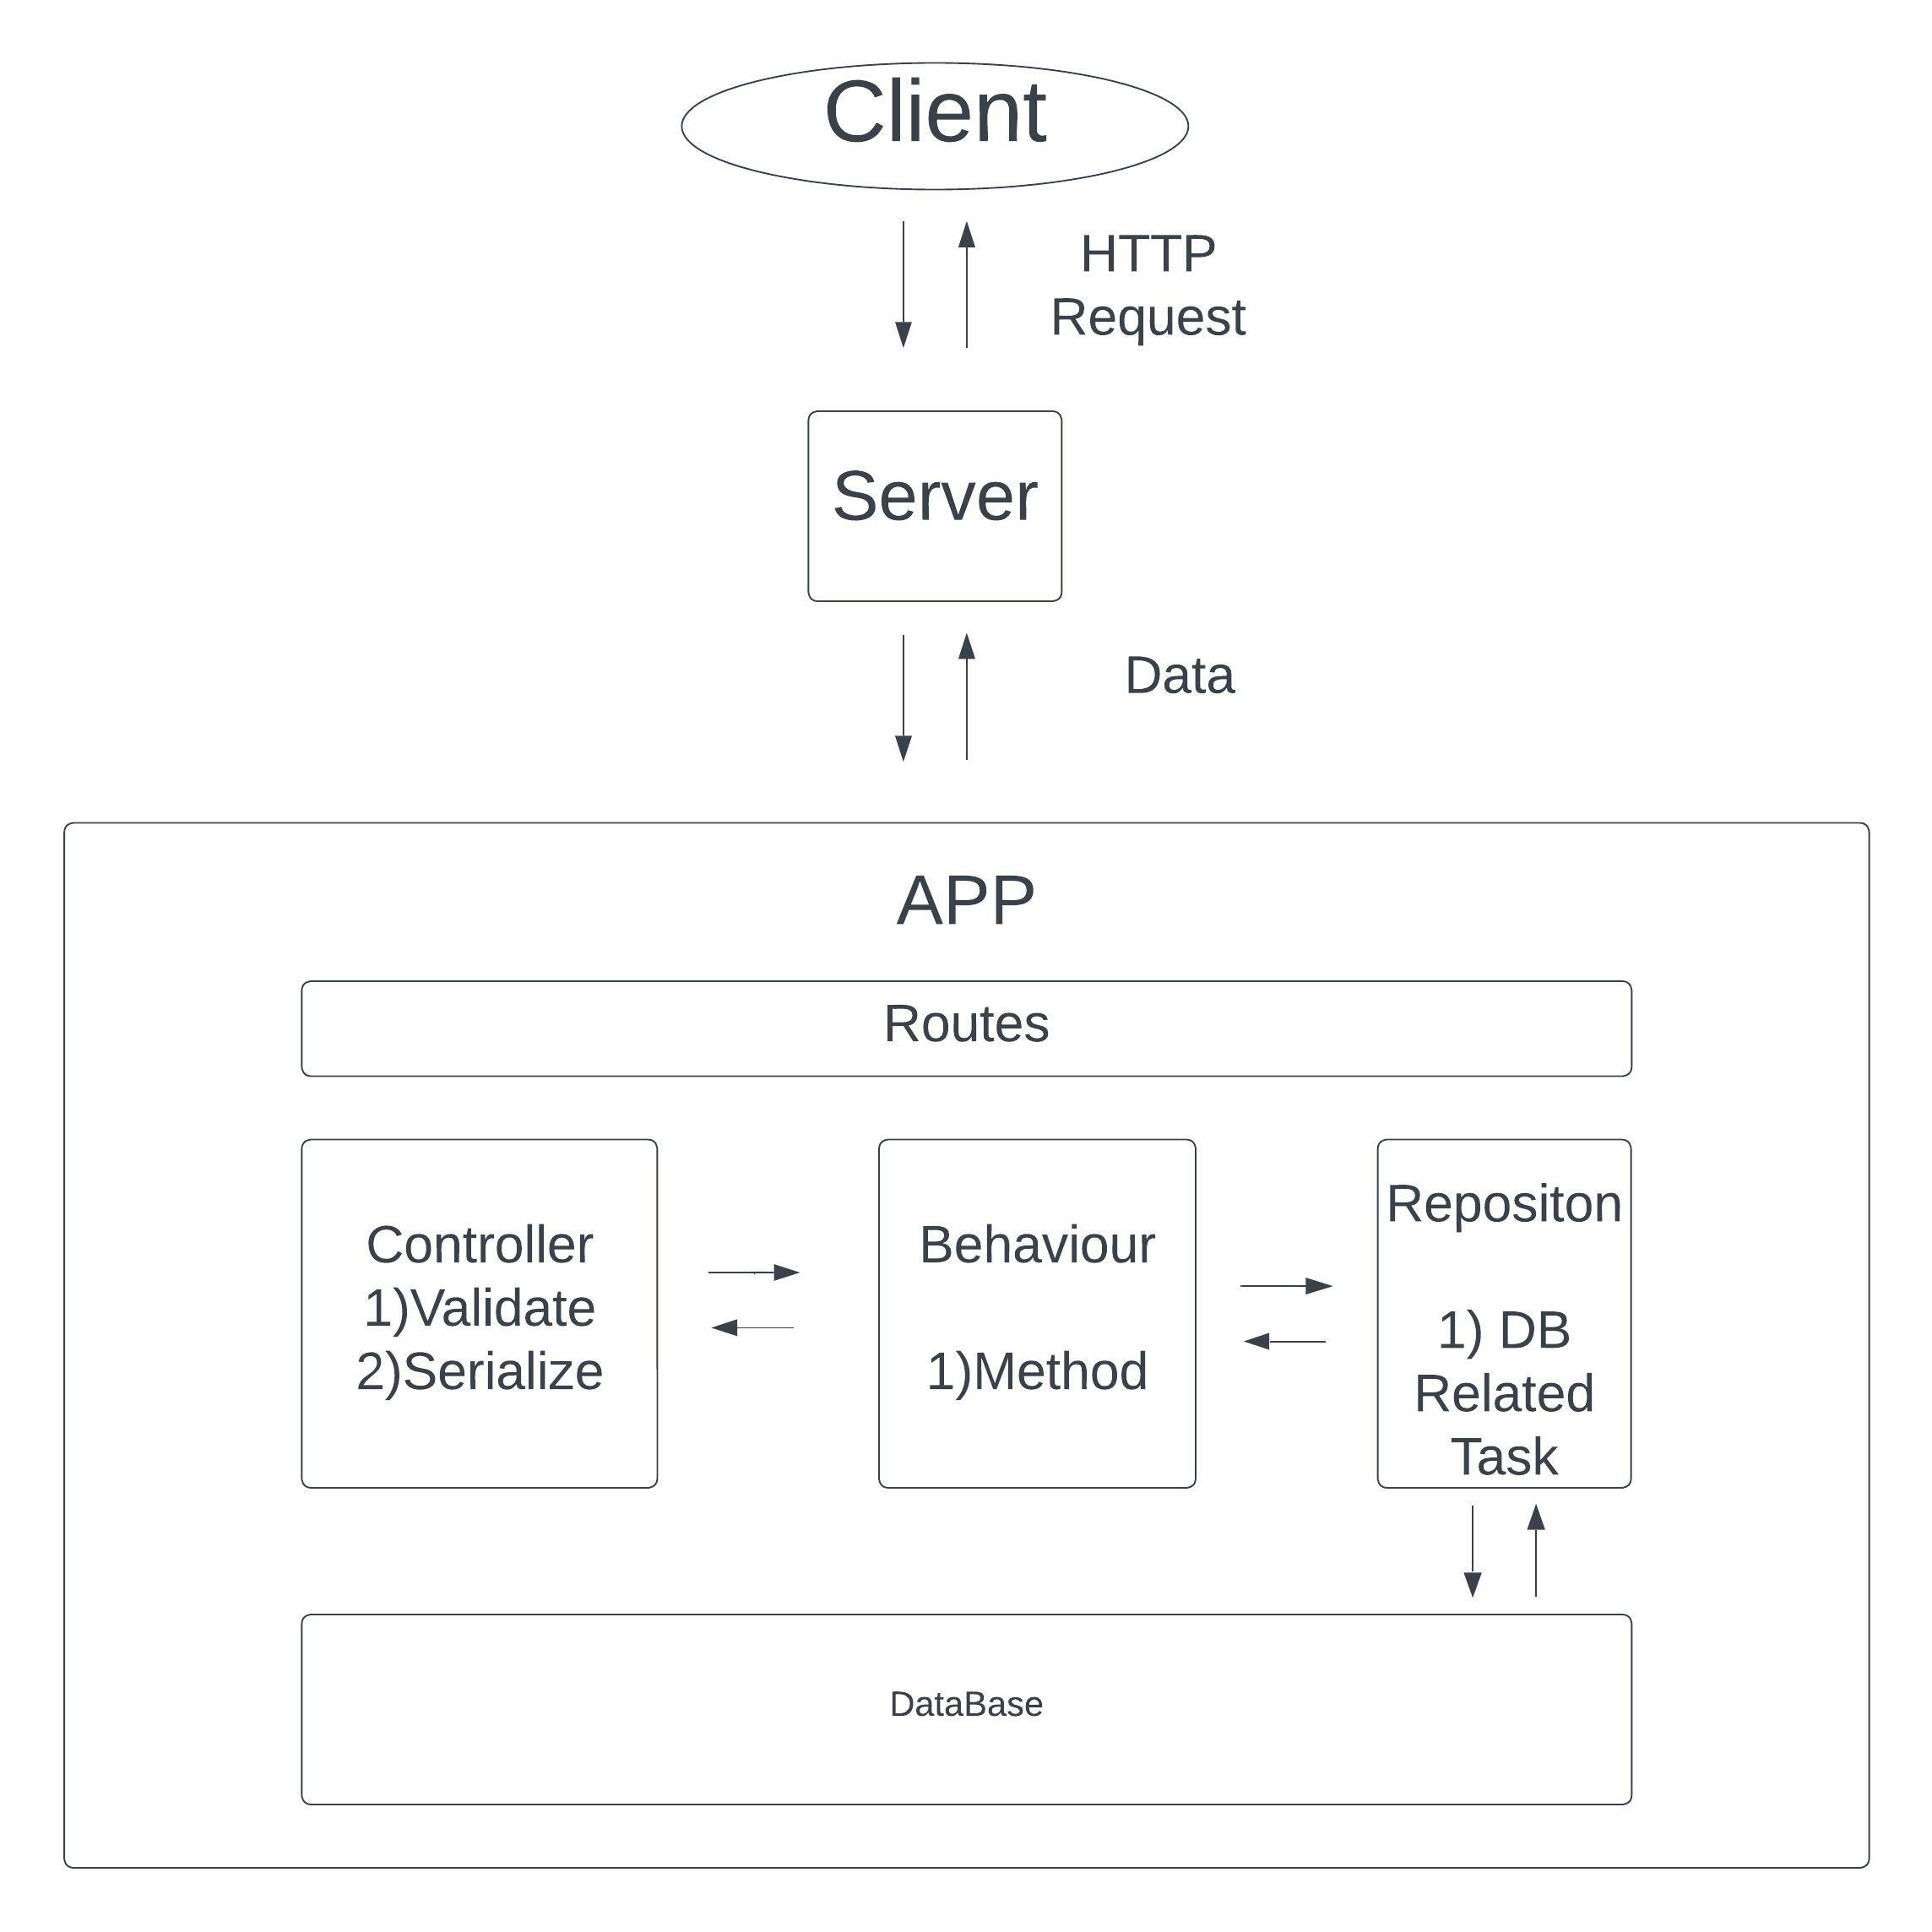 Client
HTTP
Request
Server
Data
APP
Routes
Controller
1)Validate
2)Serialize
Behaviour
1)Method
Repositon
1) DB
Related
Task
DataBase